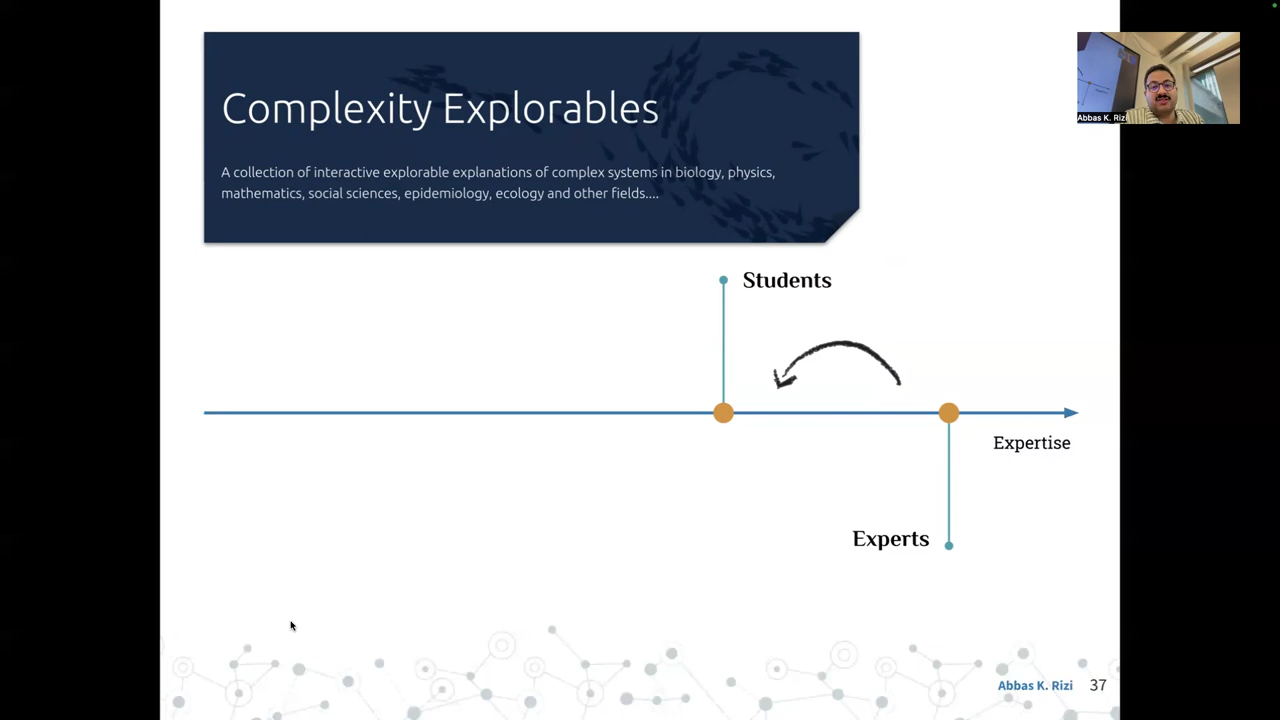 Complexity Explorables
A collection of interactive explorable explanations of complex systems in biology, physics,
mathematics, social sciences, epidemiology, ecology and other fields....
Abbas K. Rizi
Students
Expertise
Experts
Abbas K. Rizi
37